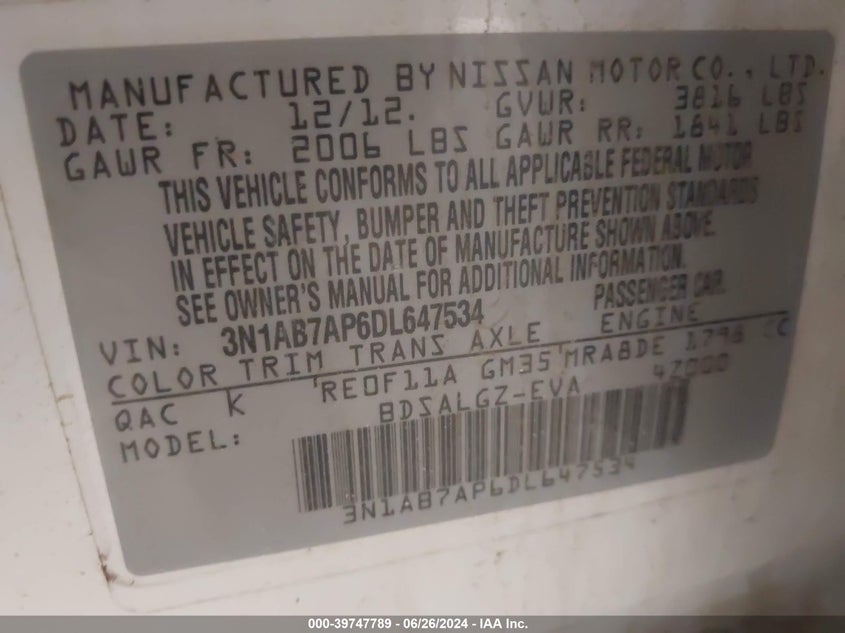 MANUFACTURED BY NISSAN MOTOR CO., LTD.
DATE: 12/12. GVWR: 3816 LBS
GAWR FR: 2006 LBS GAWR RR: 1841 LBS
THIS VEHICLE CONFORMS TO ALL APPLICABLE FEDERAL MOTOR
VEHICLE SAFETY, BUMPER AND THEFT PREVENTION STANDARDS
IN EFFECT ON THE DATE OF MANUFACTURE SHOWN ABOVE.
SEE OWNER'S MANUAL FOR ADDITIONAL INFORMATION.
VIN: 3N1AB7AP6DL647534 PASSENGER CAR
COLOR TRIM TRANS AXLE ENGINE
QAC K RE0F11A GM35 MRA8DE 1798 CC
MODEL: BDSALGZ-EVA 47000
3N1AB7AP6DL647534
000-39747789 - 06/26/2024 - IAA Inc.